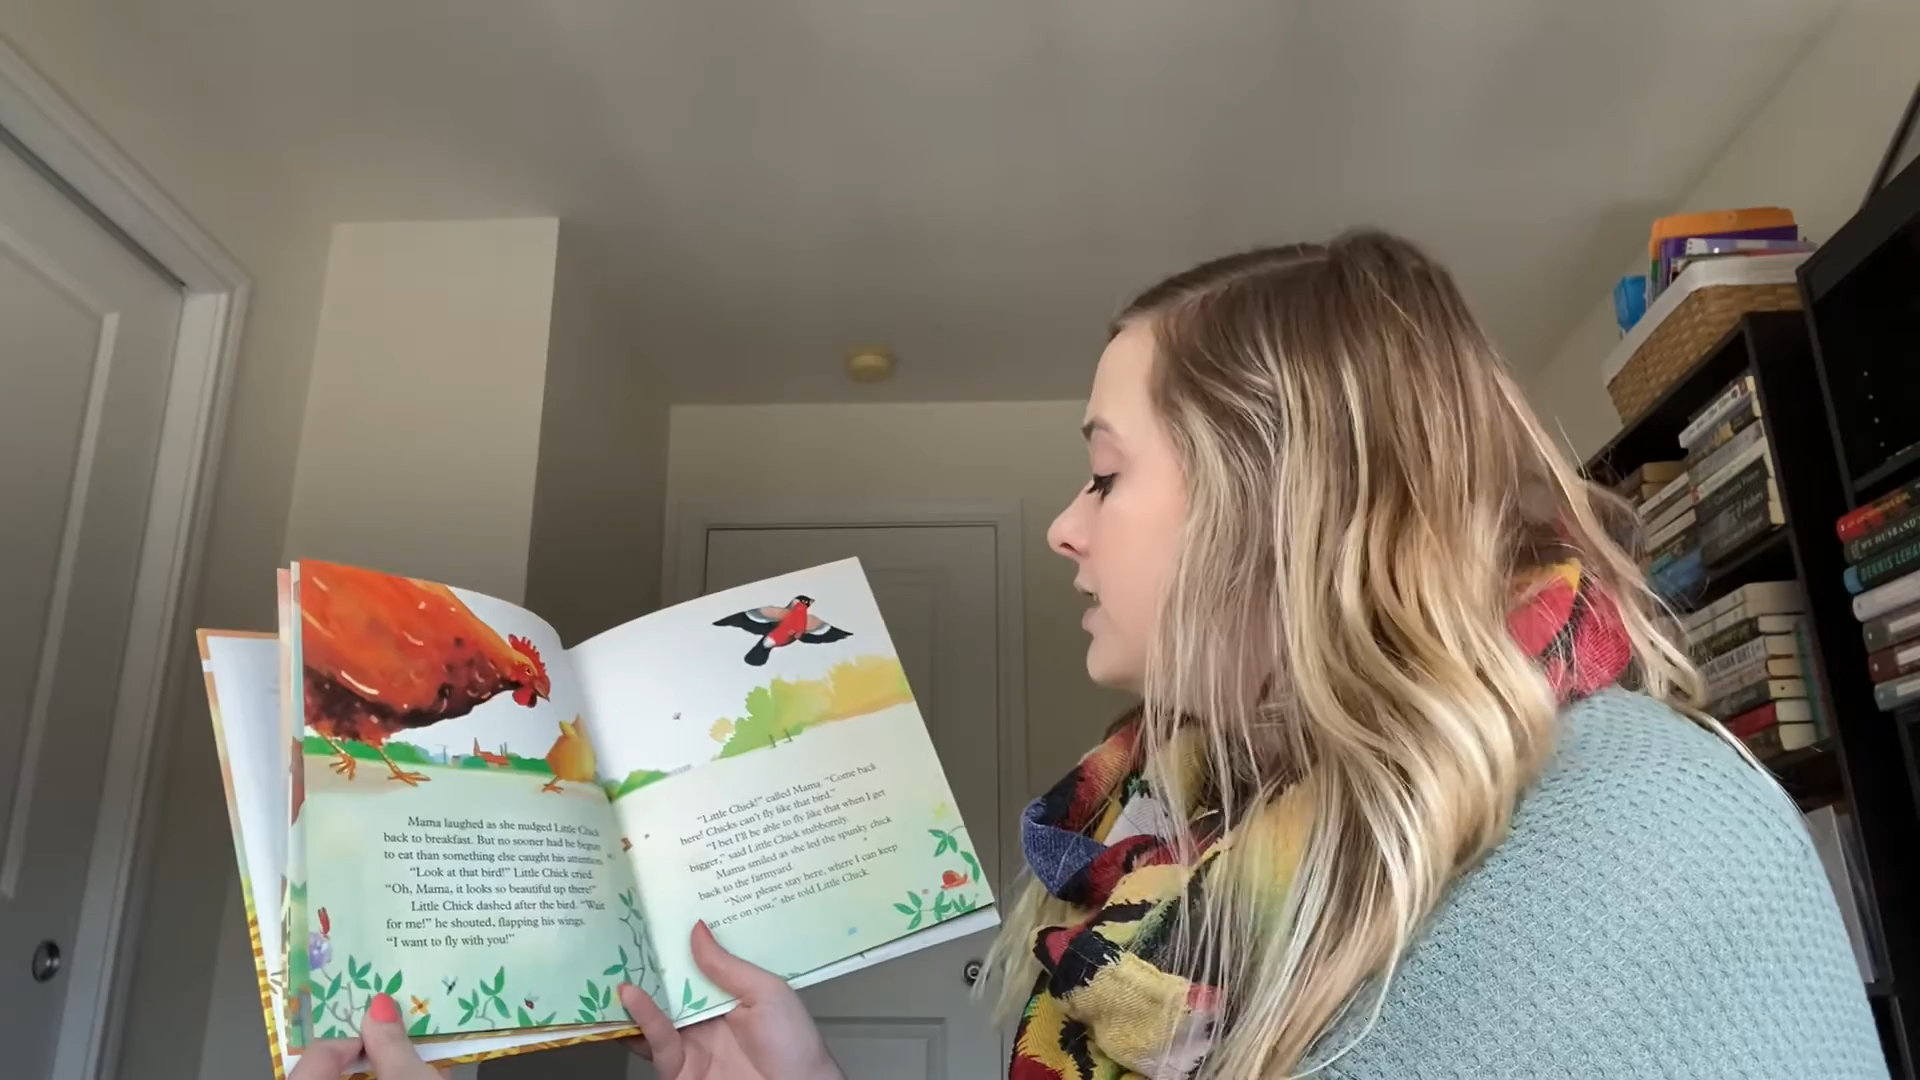 Mama laughed as she nudged Little Chick
back to breakfast. But no sooner had he begun
to eat than something else caught his attention.
"Look at that bird!" Little Chick cried.
"Oh, Mama, it looks so beautiful up there!"
Little Chick dashed after the bird. "Wait
for me!" he shouted, flapping his wings.
"I want to fly with you!"
"Little Chick!" called Mama. "Come back
here! Chicks can't fly like that bird."
"I bet I'll be able to fly like that when I get
bigger," said Little Chick stubbornly.
Mama smiled as she led the spunky chick
back to the farmyard.
"Now please stay here, where I can keep
an eye on you," she told Little Chick.
MY HUSBAND
DENNIS LEHA